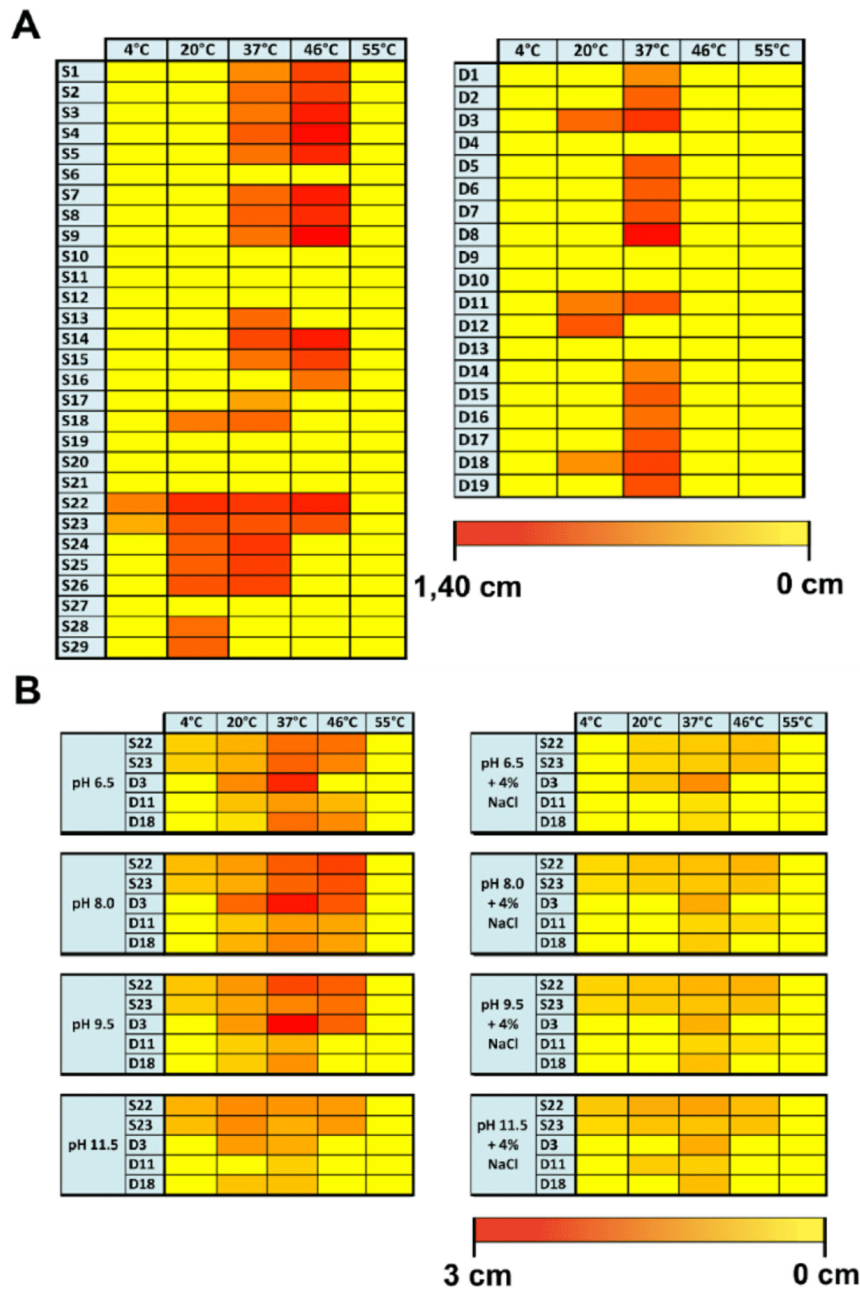 A
4°C 20°C 37°C 46°C 55°C
S1
S2
S3
S4
S5
S6
S7
S8
S9
S10
S11
S12
S13
S14
S15
S16
S17
S18
S19
S20
S21
S22
S23
S24
S25
S26
S27
S28
S29
4°C 20°C 37°C 46°C 55°C
D1
D2
D3
D4
D5
D6
D7
D8
D9
D10
D11
D12
D13
D14
D15
D16
D17
D18
D19
1,40 cm 0 cm
B
4°C 20°C 37°C 46°C 55°C
pH 6.5
S22
S23
D3
D11
D18
pH 8.0
S22
S23
D3
D11
D18
pH 9.5
S22
S23
D3
D11
D18
pH 11.5
S22
S23
D3
D11
D18
4°C 20°C 37°C 46°C 55°C
pH 6.5
+ 4%
NaCl
S22
S23
D3
D11
D18
pH 8.0
+ 4%
NaCl
S22
S23
D3
D11
D18
pH 9.5
+ 4%
NaCl
S22
S23
D3
D11
D18
pH 11.5
+ 4%
NaCl
S22
S23
D3
D11
D18
3 cm 0 cm